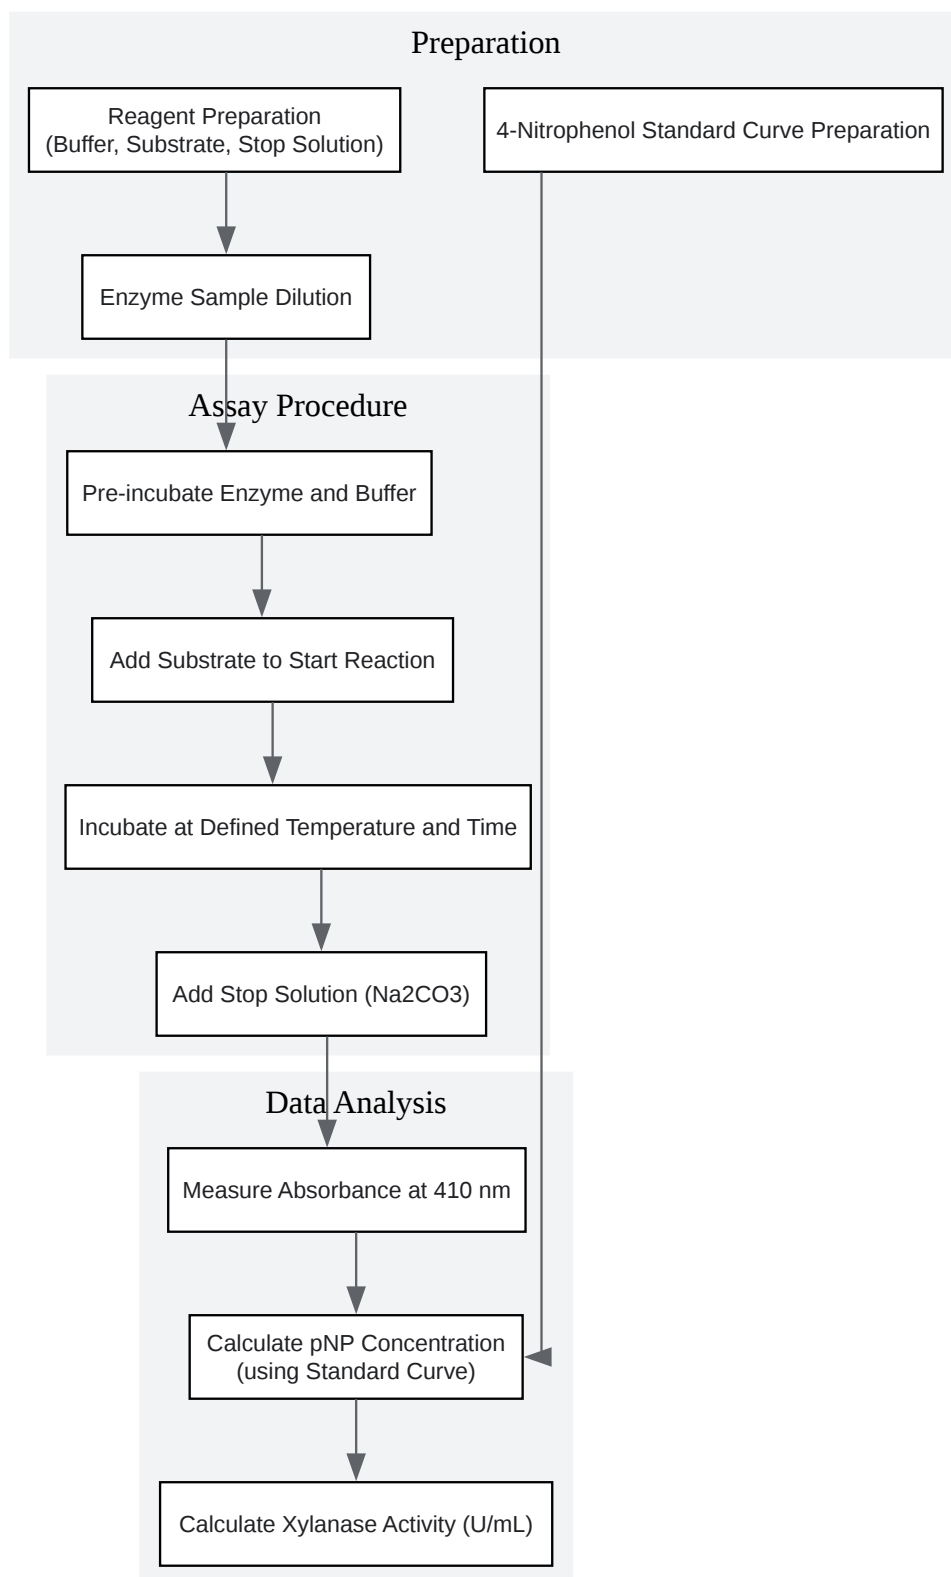 Preparation
Reagent Preparation
(Buffer, Substrate, Stop Solution)
4-Nitrophenol Standard Curve Preparation
Enzyme Sample Dilution
Assay Procedure
Pre-incubate Enzyme and Buffer
Add Substrate to Start Reaction
Incubate at Defined Temperature and Time
Add Stop Solution (Na2CO3)
Data Analysis
Measure Absorbance at 410 nm
Calculate pNP Concentration
(using Standard Curve)
Calculate Xylanase Activity (U/mL)